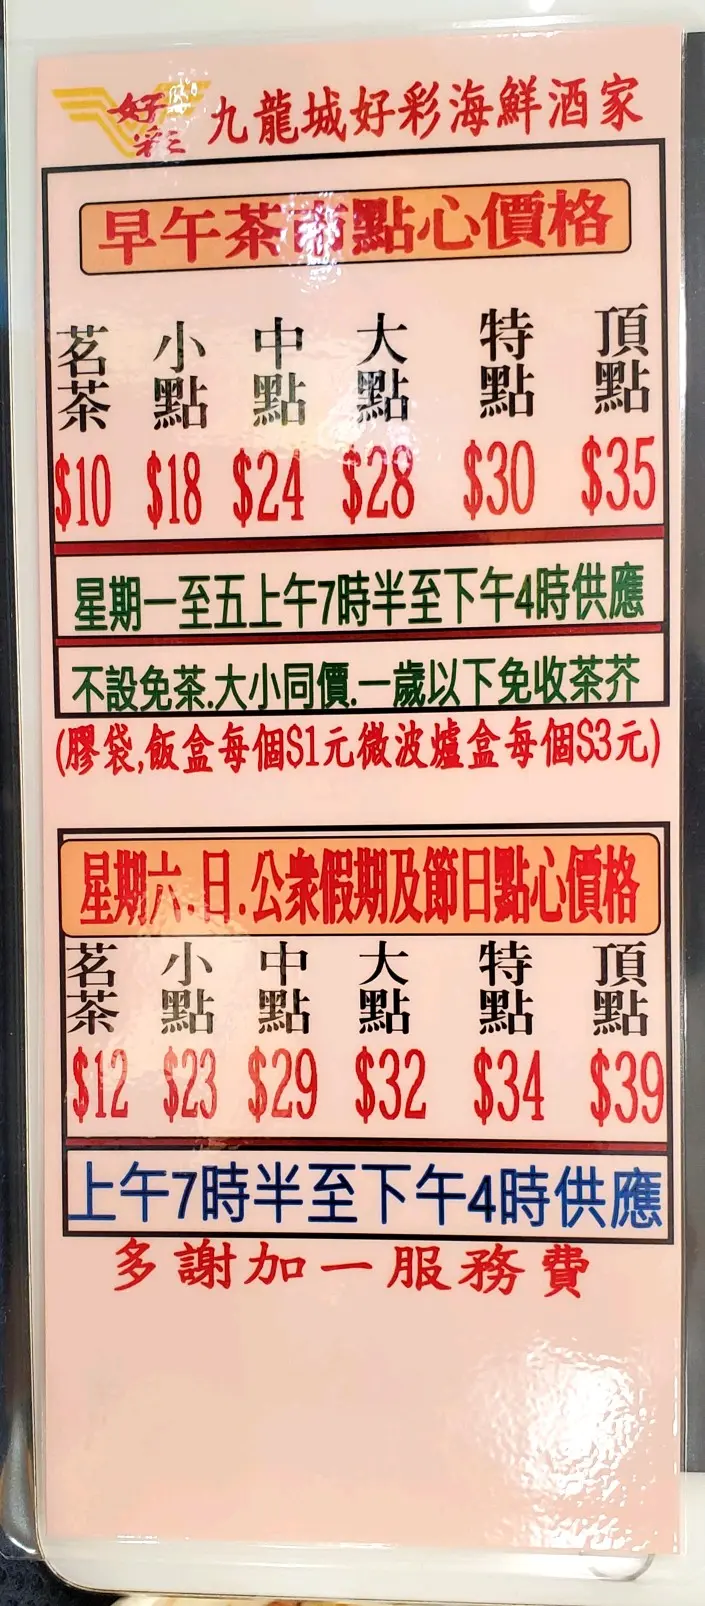 好彩
九龍城好彩海鮮酒家
早午茶市點心價格
茗茶 小點 中點 大點 特點 頂點
$10 $18 $24 $28 $30 $35
星期一至五上午7時半至下午4時供應
不設免茶.大小同價.一歲以下免收茶芥
(膠袋,飯盒每個$1元微波爐盒每個$3元)
星期六.日.公衆假期及節日點心價格
茗茶 小點 中點 大點 特點 頂點
$12 $23 $29 $32 $34 $39
上午7時半至下午4時供應
多謝加一服務費